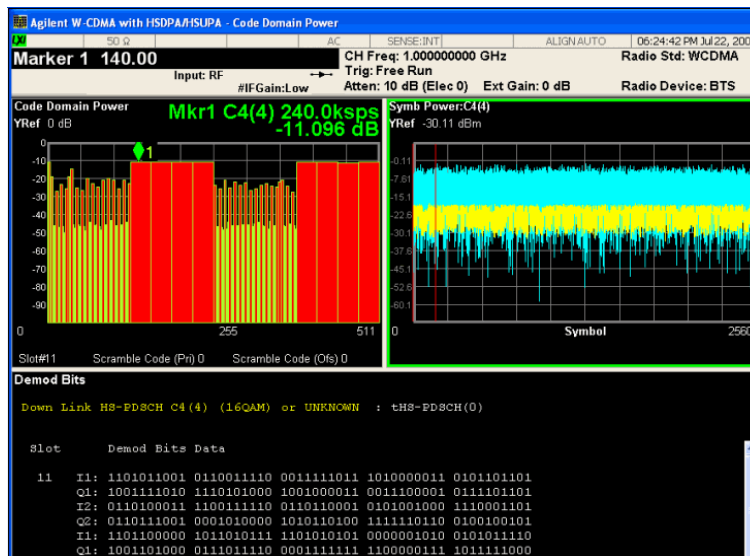 Agilent W-CDMA with HSDPA/HSUPA - Code Domain Power
LXI 50 Ω AC SENSE:INT ALIGN AUTO 06:24:42 PM Jul 22, 200
Marker 1 140.00 CH Freq: 1.000000000 GHz Radio Std: WCDMA
Input: RF Trig: Free Run
#IFGain:Low Atten: 10 dB (Elec 0) Ext Gain: 0 dB Radio Device: BTS
Code Domain Power Mkr1 C4(4) 240.0ksps Symb Power:C4(4)
YRef 0 dB -11.096 dB YRef -30.11 dBm
1
0
-10
-20
-30
-40
-50
-60
-70
-80
-90
0 255 511
Slot#11 Scramble Code (Pri) 0 Scramble Code (Ofs) 0
-0.11
-7.61
-15.1
-22.6
-30.1
-37.6
-45.1
-52.6
-60.1
0 Symbol 2560
Demod Bits
Down Link HS-PDSCH C4(4) (16QAM) or UNKNOWN : tHS-PDSCH(0)
Slot Demod Bits Data
11 I1: 1101011001 0110011110 0011111011 1010000011 0101101101
Q1: 1001111010 1110101000 1001000011 0011100001 0111101101
I2: 0110100011 1100111110 0110110001 0101001000 1110001101
Q2: 0110111001 0001010000 1010110100 1111110110 0100100101
I1: 1101100000 1011010111 1101010101 0000001010 0101011110
Q1: 1001101000 0111011110 0001111111 1100000111 1011111000